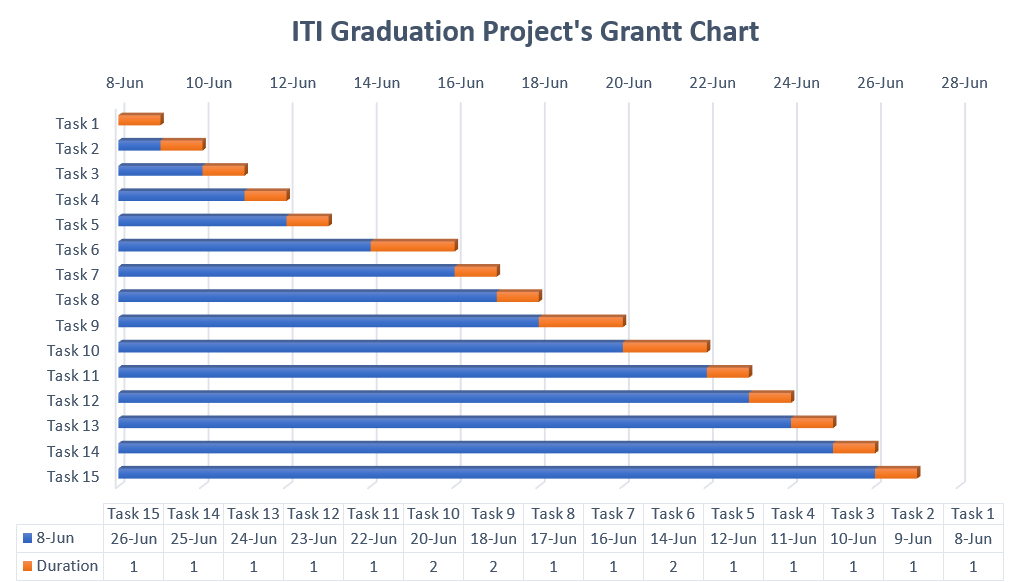 ITI Graduation Project's Grantt Chart
8-Jun 10-Jun 12-Jun 14-Jun 16-Jun 18-Jun 20-Jun 22-Jun 24-Jun 26-Jun 28-Jun
Task 1
Task 2
Task 3
Task 4
Task 5
Task 6
Task 7
Task 8
Task 9
Task 10
Task 11
Task 12
Task 13
Task 14
Task 15
Task 15 Task 14 Task 13 Task 12 Task 11 Task 10 Task 9 Task 8 Task 7 Task 6 Task 5 Task 4 Task 3 Task 2 Task 1
8-Jun 26-Jun 25-Jun 24-Jun 23-Jun 22-Jun 20-Jun 18-Jun 17-Jun 16-Jun 14-Jun 12-Jun 11-Jun 10-Jun 9-Jun 8-Jun
Duration 1 1 1 1 1 2 2 1 1 2 1 1 1 1 1